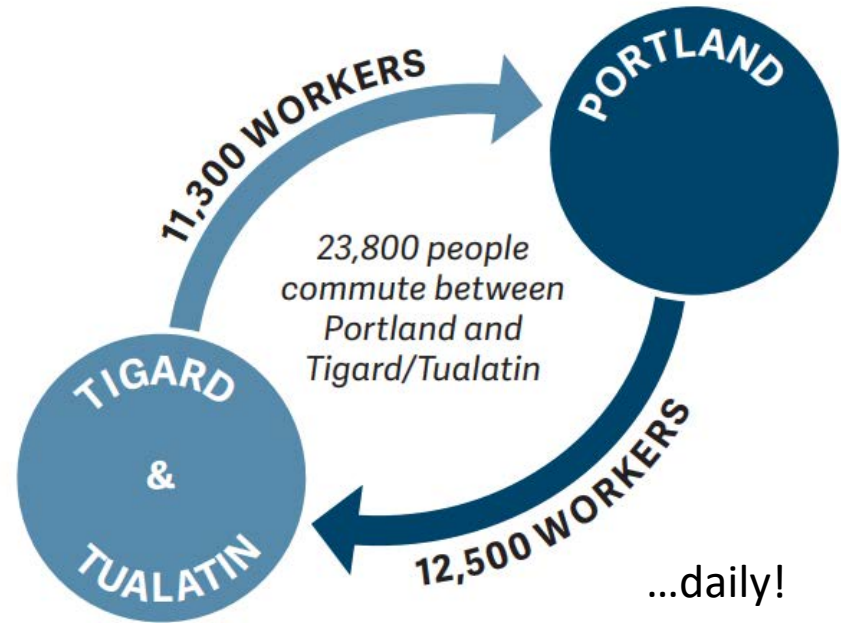 PORTLAND
11,300 WORKERS
23,800 people
commute between
Portland and
Tigard/Tualatin
TIGARD
&
TUALATIN
12,500 WORKERS
...daily!